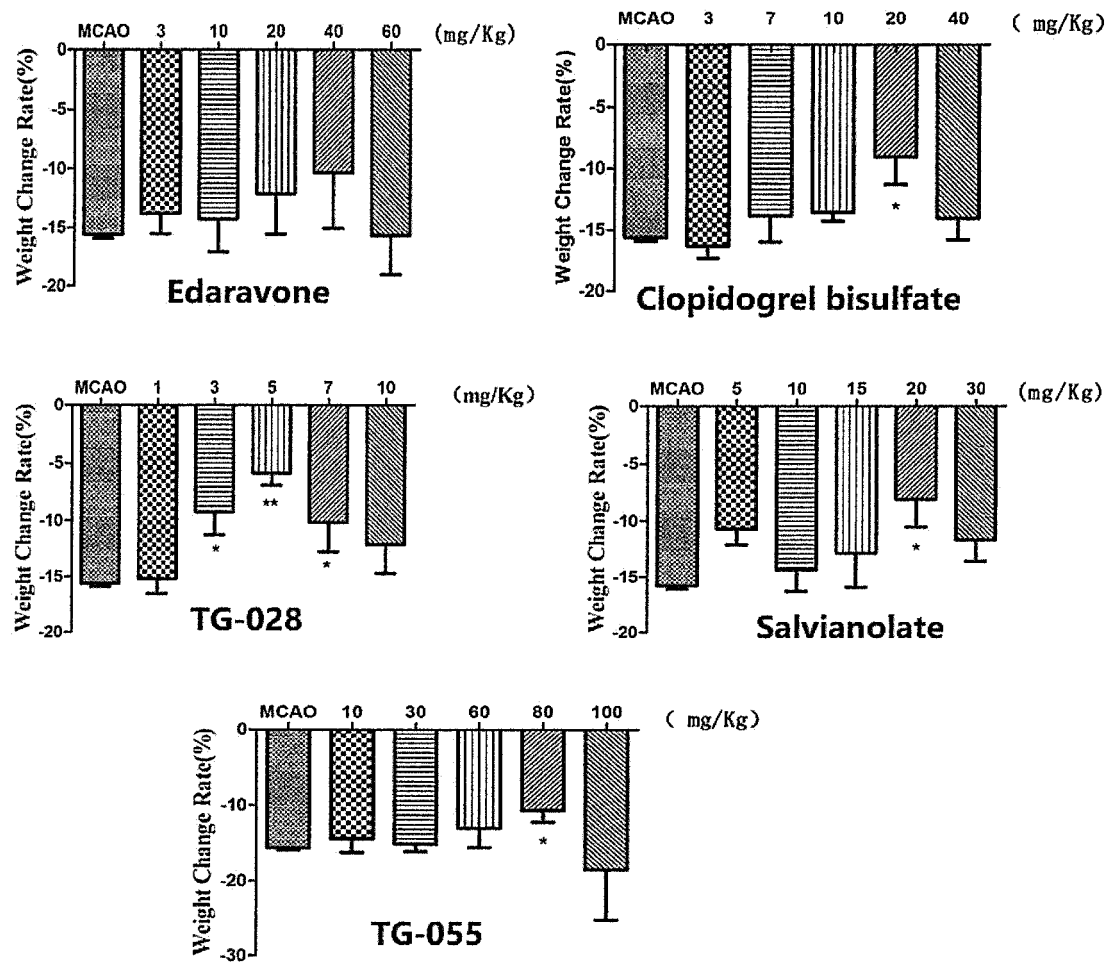 MCAO 3 10 20 40 60 (mg/Kg)
0
-5
-10
-15
-20
Weight Change Rate(%)
Edaravone
MCAO 3 7 10 20 40 ( mg/Kg)
0
-5
-10
-15
-20
Weight Change Rate(%)
*
Clopidogrel bisulfate
MCAO 1 3 5 7 10 (mg/Kg)
0
-5
-10
-15
-20
Weight Change Rate(%)
* ** *
TG-028
MCAO 5 10 15 20 30 (mg/Kg)
0
-5
-10
-15
-20
Weight Change Rate(%)
*
Salvianolate
MCAO 10 30 60 80 100 ( mg/Kg)
0
-10
-20
-30
Weight Change Rate(%)
*
TG-055